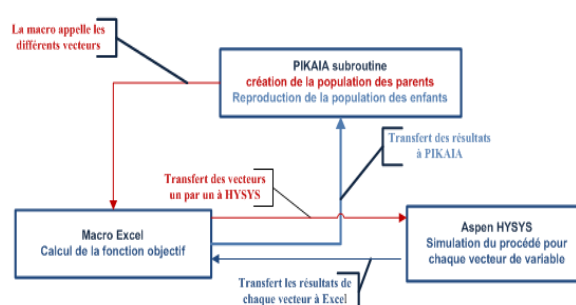 La macro appelle les
différents vecteurs
PIKAIA subroutine
création de la population des parents
Reproduction de la population des enfants
Transfert des résultats
à PIKAIA
Transfert des vecteurs
un par un à HYSYS
Macro Excel
Calcul de la fonction objectif
Aspen HYSYS
Simulation du procédé pour
chaque vecteur de variable
Transfert les résultats de
chaque vecteur à Excel